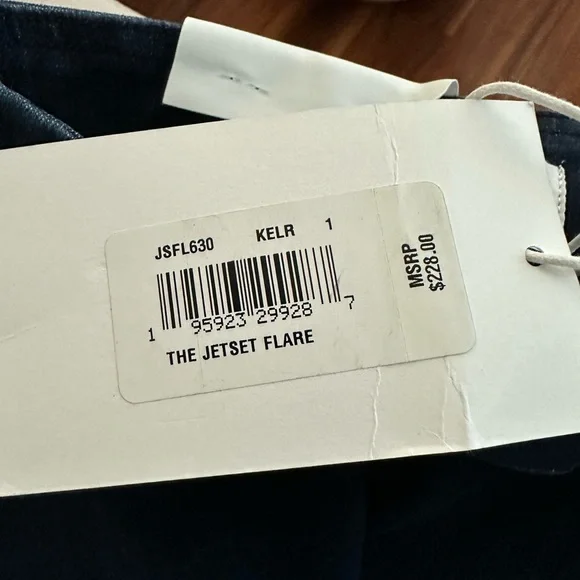 JSFL630 KELR 1
1 95923 29928 7
THE JETSET FLARE
MSRP
$228.00